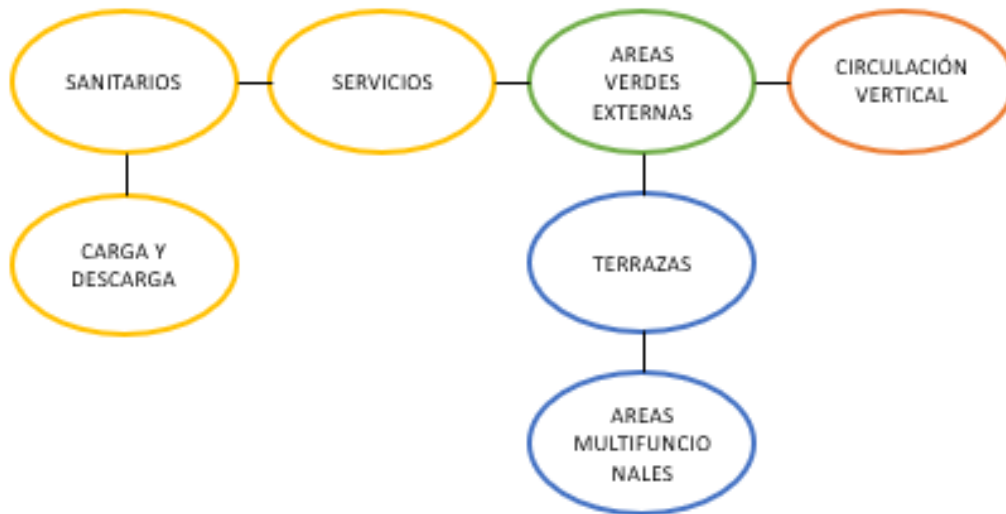 SANITARIOS
SERVICIOS
AREAS
VERDES
EXTERNAS
CIRCULACIÓN
VERTICAL
CARGA Y
DESCARGA
TERRAZAS
AREAS
MULTIFUNCIO
NALES